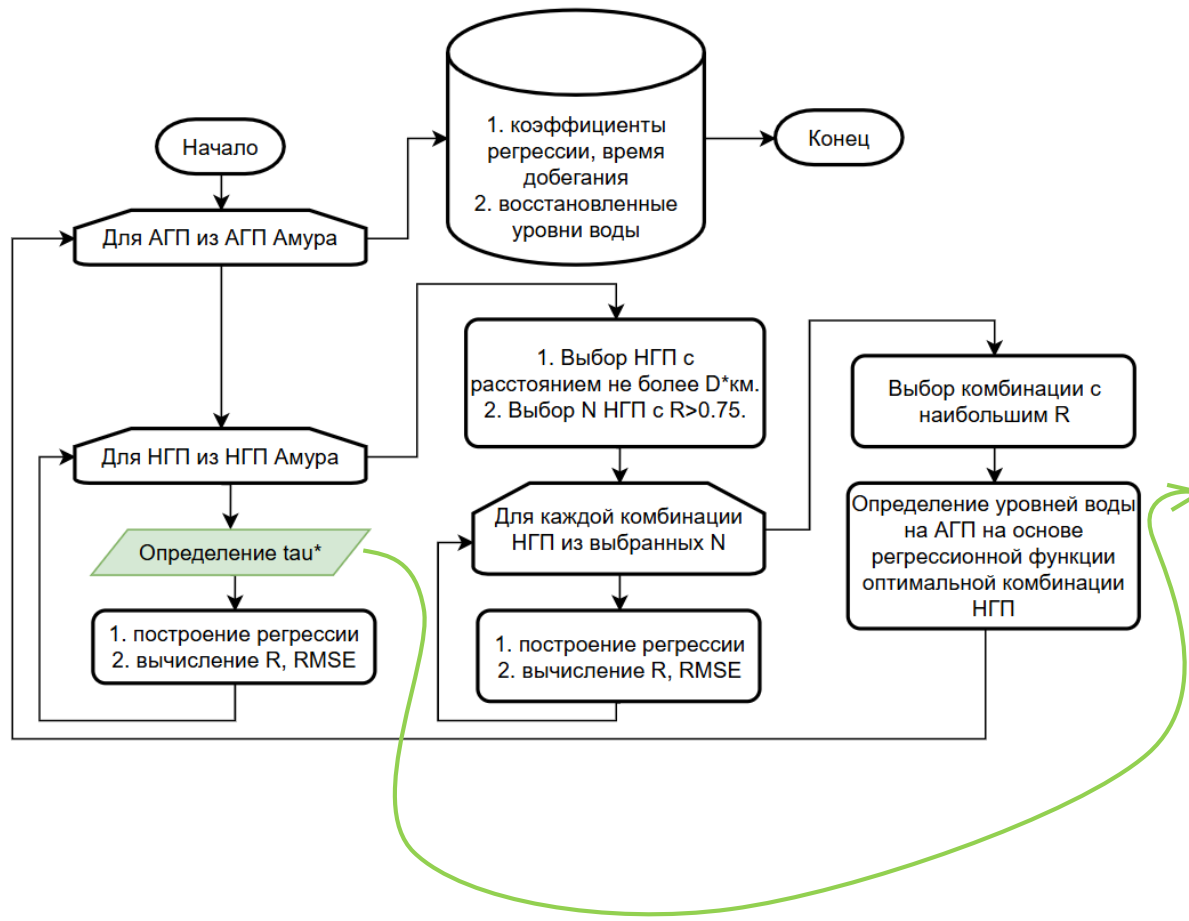 Начало
1. коэффициенты
регрессии, время
добегания
2. восстановленные
уровни воды
Конец
Для АГП из АГП Амура
1. Выбор НГП с
расстоянием не более D*км.
2. Выбор N НГП с R>0.75.
Выбор комбинации с
наибольшим R
Для НГП из НГП Амура
Для каждой комбинации
НГП из выбранных N
Определение уровней воды
на АГП на основе
регрессионной функции
оптимальной комбинации
НГП
Определение tau*
1. построение регрессии
2. вычисление R, RMSE
1. построение регрессии
2. вычисление R, RMSE